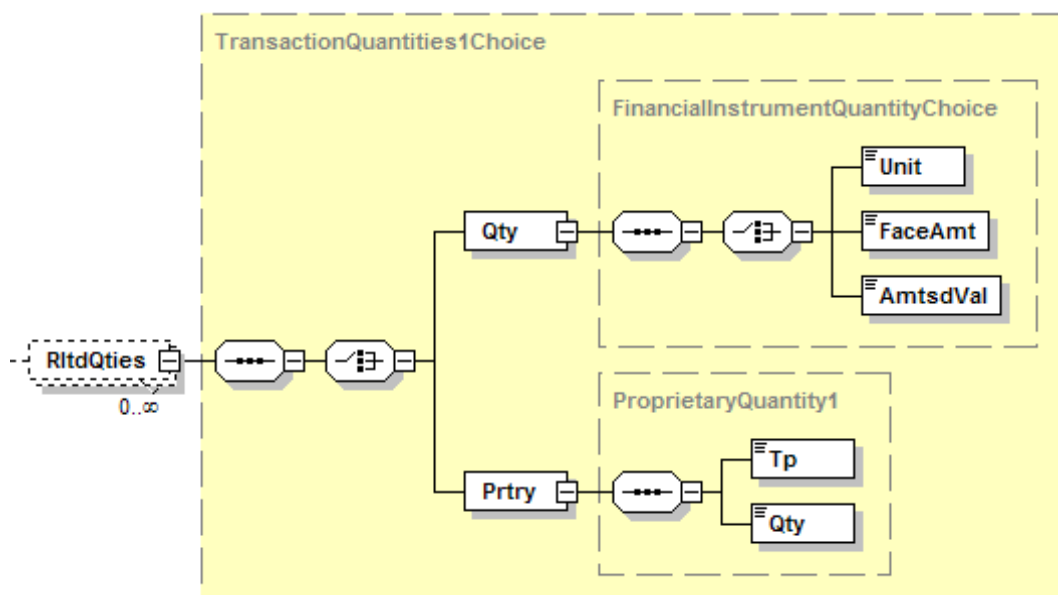 TransactionQuantities1Choice
FinancialInstrumentQuantityChoice
Unit
Qty
FaceAmt
AmtsdVal
RltdQties
0..∞
ProprietaryQuantity1
Tp
Prtry
Qty